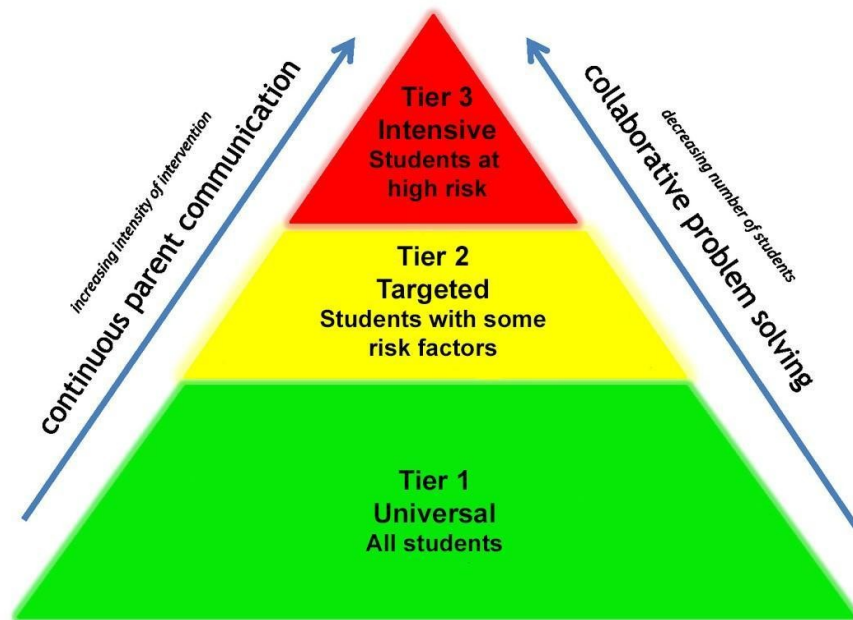 continuous parent communication
increasing intensity of intervention
collaborative problem solving
decreasing number of students
Tier 3
Intensive
Students at
high risk
Tier 2
Targeted
Students with some
risk factors
Tier 1
Universal
All students